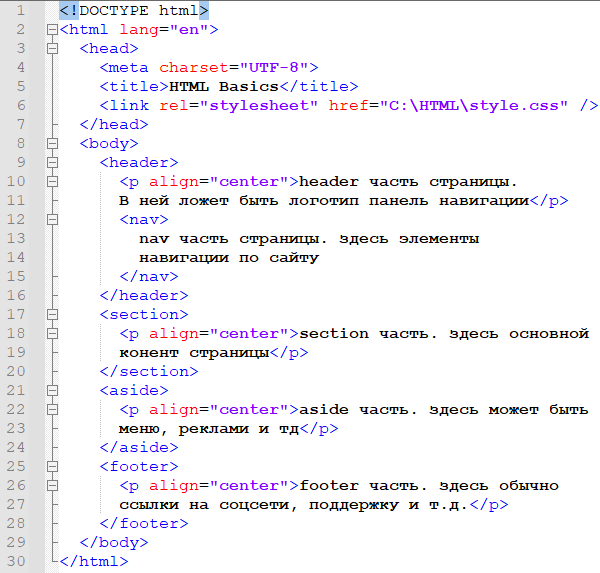 1 <!DOCTYPE html>
2 <html lang="en">
3 <head>
4 <meta charset="UTF-8">
5 <title>HTML Basics</title>
6 <link rel="stylesheet" href="C:\HTML\style.css" />
7 </head>
8 <body>
9 <header>
10 <p align="center">header часть страницы.
11 В ней ложет быть логотип панель навигации</p>
12 <nav>
13 nav часть страницы. Здесь элементы
14 навигации по сайту
15 </nav>
16 </header>
17 <section>
18 <p align="center">section часть. Здесь основной
19 конент страницы</p>
20 </section>
21 <aside>
22 <p align="center">aside часть. Здесь может быть
23 меню, реклами и тд</p>
24 </aside>
25 <footer>
26 <p align="center">footer часть. Здесь обычно
27 ссылки на соцсети, поддержку и т.д.</p>
28 </footer>
29 </body>
30 </html>